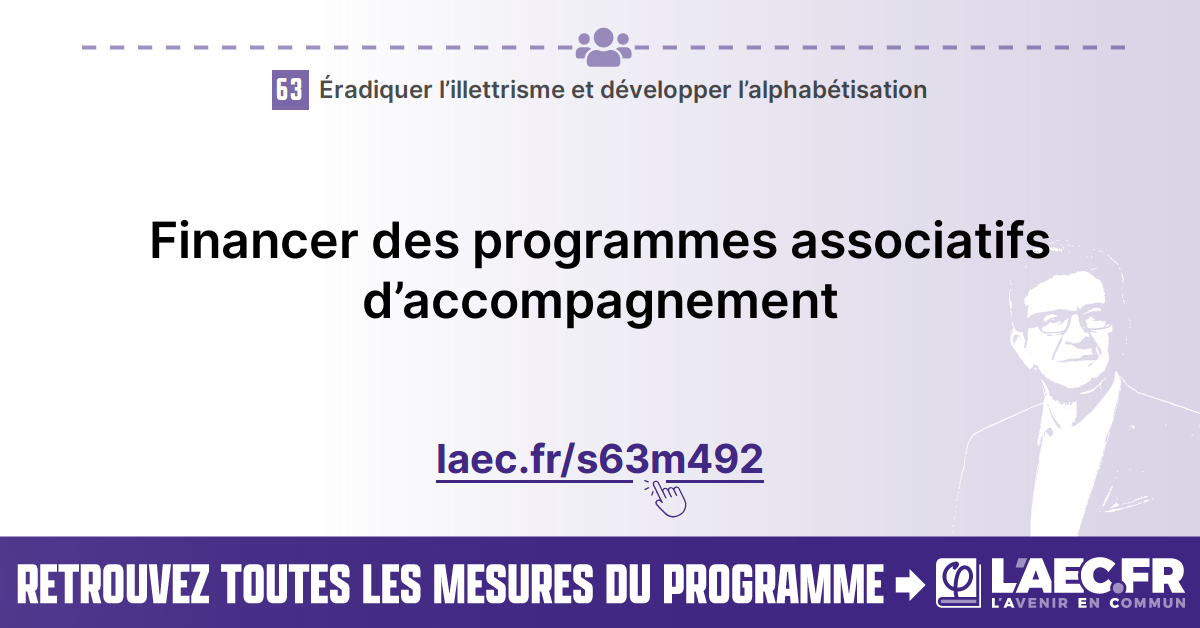 63 Éradiquer l’illettrisme et développer l’alphabétisation
Financer des programmes associatifs
d’accompagnement
laec.fr/s63m492
RETROUVEZ TOUTES LES MESURES DU PROGRAMME
φ
L'AEC.FR
L'AVENIR EN COMMUN